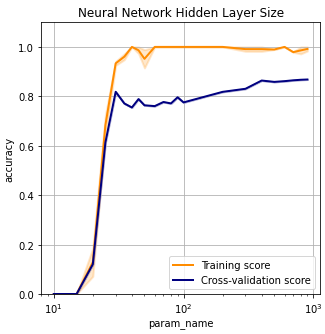 Neural Network Hidden Layer Size
accuracy
1.0
0.8
0.6
0.4
0.2
0.0
Training score
Cross-validation score
10¹
10²
10³
param_name